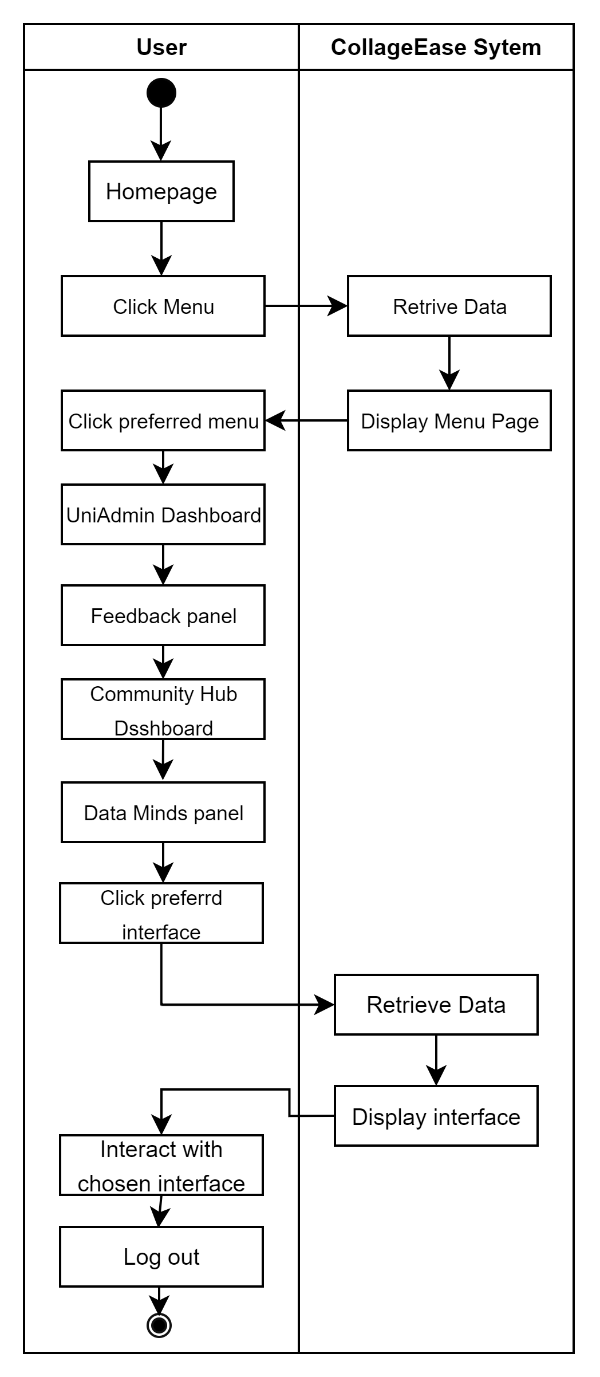 User
CollageEase Sytem
Homepage
Click Menu
Retrive Data
Click preferred menu
Display Menu Page
UniAdmin Dashboard
Feedback panel
Community Hub
Dsshboard
Data Minds panel
Click preferrd
interface
Retrieve Data
Display interface
Interact with
chosen interface
Log out